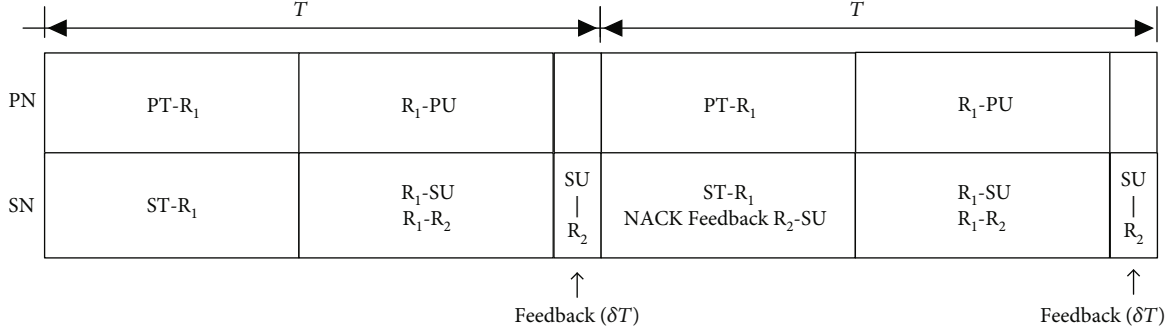 T
T
PN
PT-R₁
R₁-PU
PT-R₁
R₁-PU
SN
ST-R₁
R₁-SU
R₁-R₂
SU
|
R₂
ST-R₁
NACK Feedback R₂-SU
R₁-SU
R₁-R₂
SU
|
R₂
Feedback (δT)
Feedback (δT)